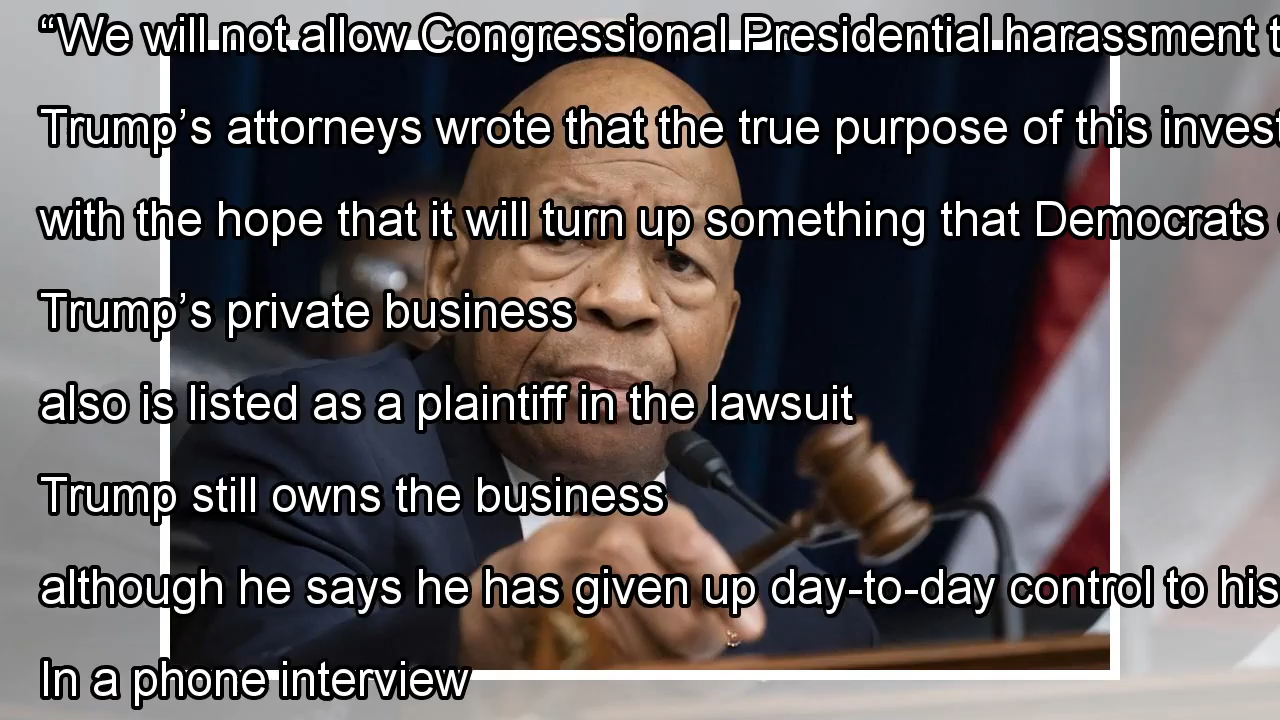 “We will not allow Congressional Presidential harassment
Trump’s attorneys wrote that the true purpose of this
with the hope that it will turn up something that Democrats
Trump’s private business
also is listed as a plaintiff in the lawsuit
Trump still owns the business
although he says he has given up day-to-day control to his
In a phone interview